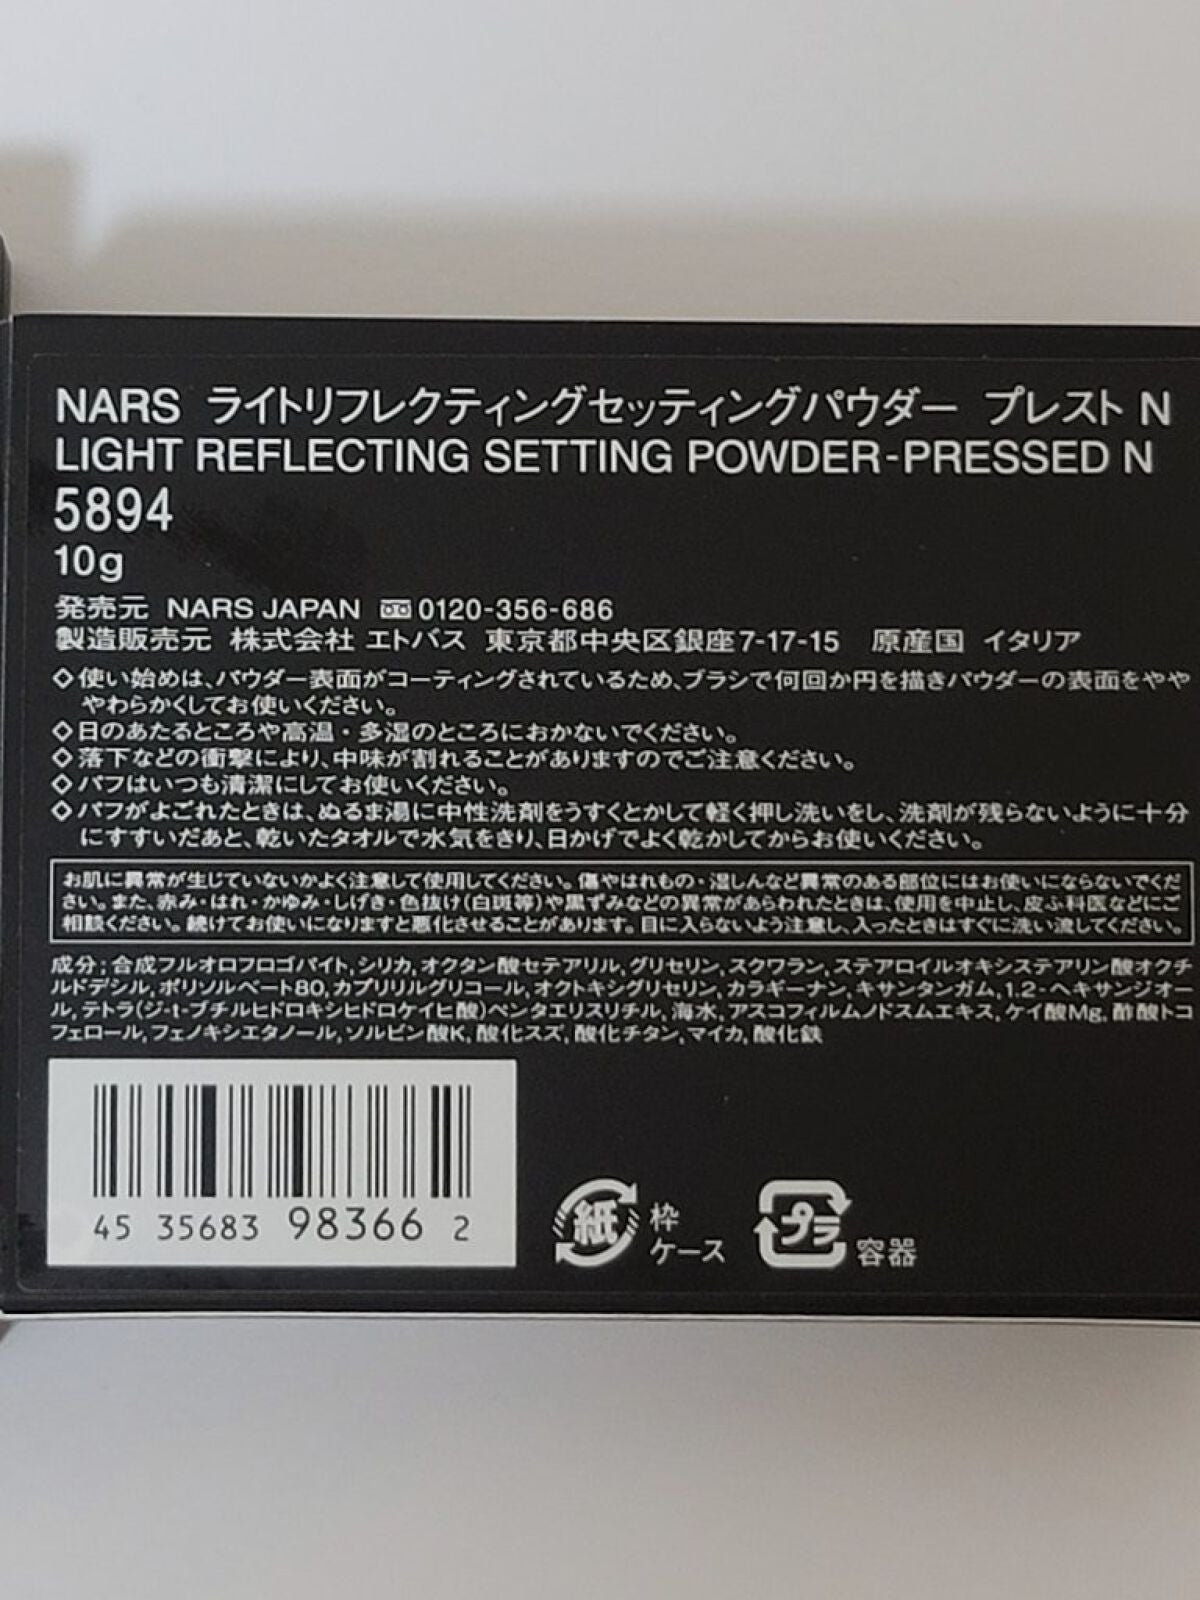 NARS ライトリフレクティングセッティングパウダー プレスト N
LIGHT REFLECTING SETTING POWDER-PRESSED N
5894
10g
発売元 NARS JAPAN 0120-356-686
製造販売元 株式会社 エトバス 東京都中央区銀座7-17-15 原産国 イタリア
◇使い始めは、パウダー表面がコーティングされているため、ブラシで何回か円を描きパウダーの表面をやや
やわらかくしてお使いください。
◇日のあたるところや高温・多湿のところにおかないでください。
◇落下などの衝撃により、中味が割れることがありますのでご注意ください。
◇パフはいつも清潔にしてお使いください。
◇パフがよごれたときは、ぬるま湯に中性洗剤をうすくとかして軽く押し洗いをし、洗剤が残らないように十分
にすすいだあと、乾いたタオルで水気をきり、日かげでよく乾かしてからお使いください。
お肌に異常が生じていないかよく注意して使用してください。傷やはれもの・湿しんなど異常のある部位にはお使いにならないでくだ
さい。また、赤み・はれ・かゆみ・しげき・色抜け(白斑等)や黒ずみなどの異常があらわれたときは、使用を中止し、皮ふ科医などにご
相談ください。続けてお使いになりますと悪化させることがあります。目に入らないよう注意し、入ったときはすぐに洗い流してください。
成分;合成フルオロフロゴパイト,シリカ,オクタン酸セテアリル,グリセリン,スクワラン,ステアロイルオキシステアリン酸オクチ
ルドデシル,ポリソルベート80,カプリリルグリコール,オクトキシグリセリン,カラギーナン,キサンタンガム,1.2-ヘキサンジオー
ル,テトラ(ジ-t-ブチルヒドロキシヒドロケイヒ酸)ペンタエリスリチル,海水,アスコフィルムノドスムエキス,ケイ酸Mg,酢酸トコ
フェロール,フェノキシエタノール,ソルビン酸K,酸化スズ,酸化チタン,マイカ,酸化鉄
45 35683 98366 2
紙 枠
ケース
プラ 容器